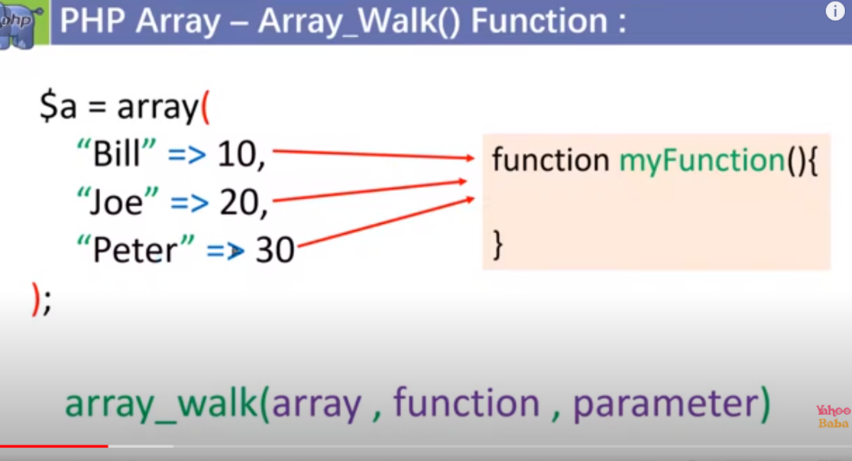 php
PHP Array – Array_Walk() Function :
$a = array(
“Bill” => 10,
“Joe” => 20,
“Peter” => 30
);
function myFunction(){
}
array_walk(array , function , parameter)
Yahoo
Baba